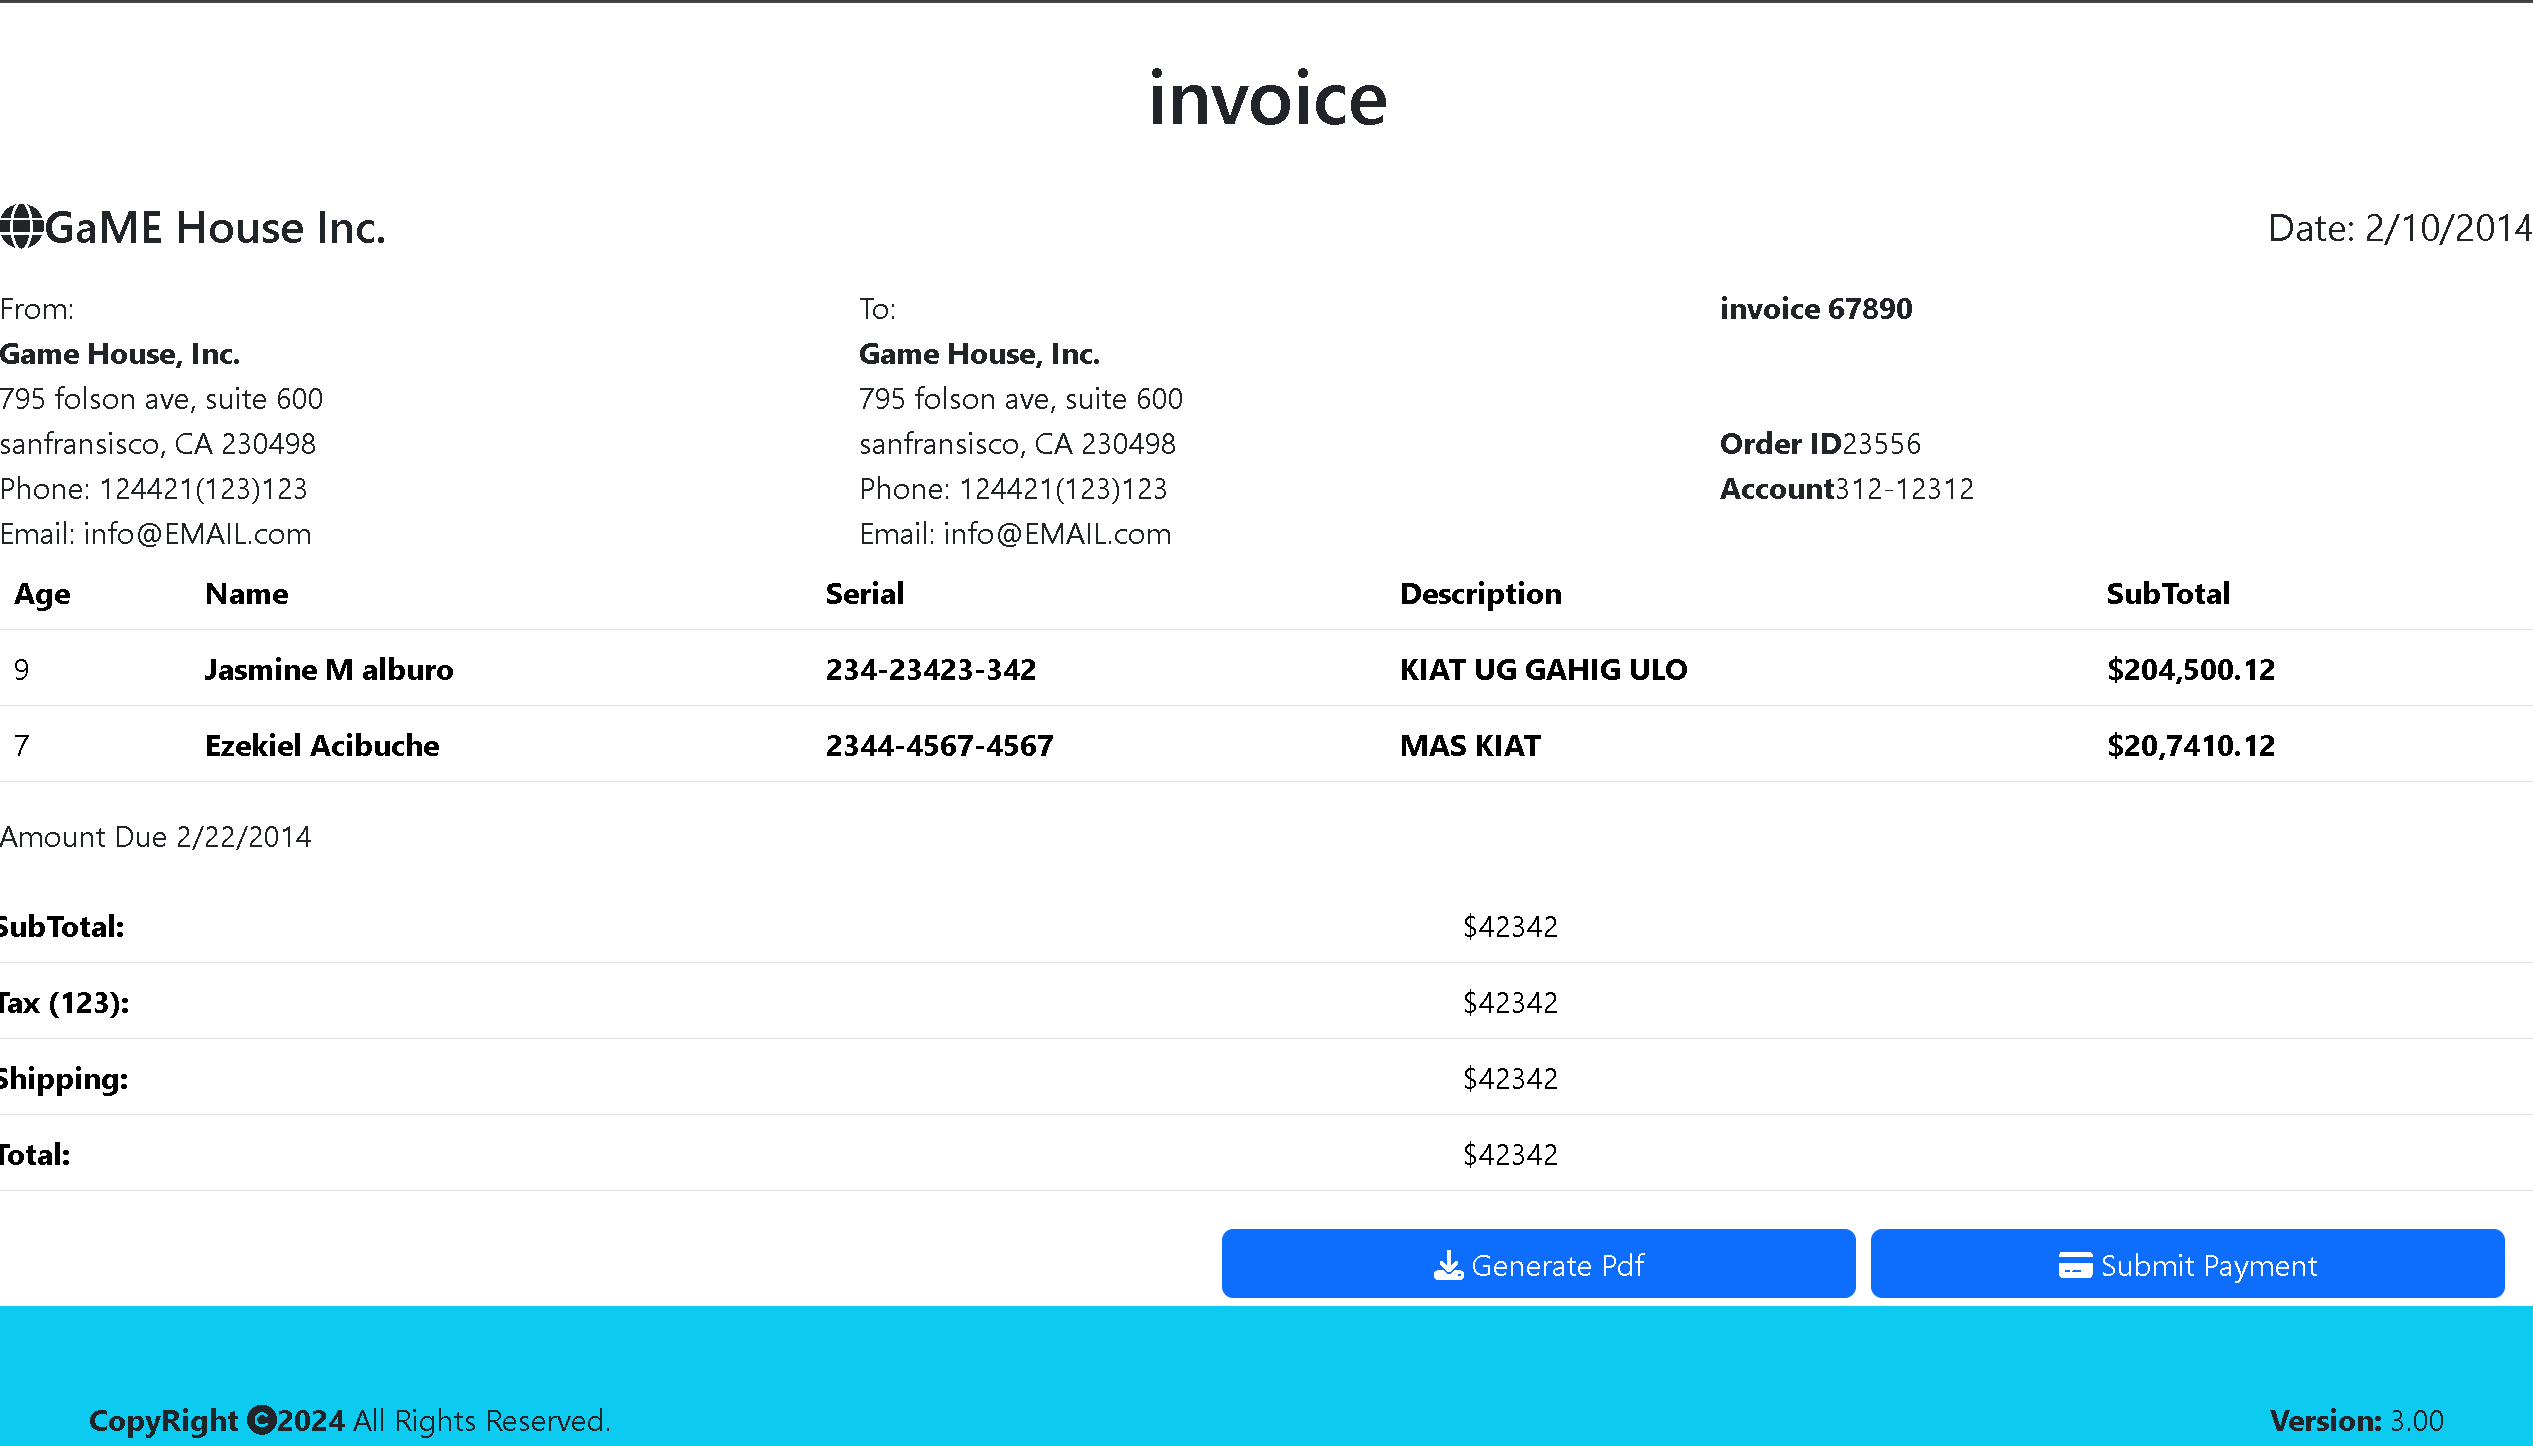 invoice
GaME House Inc. Date: 2/10/2014
From:
Game House, Inc.
795 folson ave, suite 600
sanfransisco, CA 230498
Phone: 124421(123)123
Email: info@EMAIL.com
To:
Game House, Inc.
795 folson ave, suite 600
sanfransisco, CA 230498
Phone: 124421(123)123
Email: info@EMAIL.com
invoice 67890
Order ID23556
Account312-12312
Age Name Serial Description SubTotal
9 Jasmine M alburo 234-23423-342 KIAT UG GAHIG ULO $204,500.12
7 Ezekiel Acibuche 2344-4567-4567 MAS KIAT $20,7410.12
Amount Due 2/22/2014
SubTotal: $42342
Tax (123): $42342
Shipping: $42342
Total: $42342
Generate Pdf Submit Payment
CopyRight ©2024 All Rights Reserved. Version: 3.00